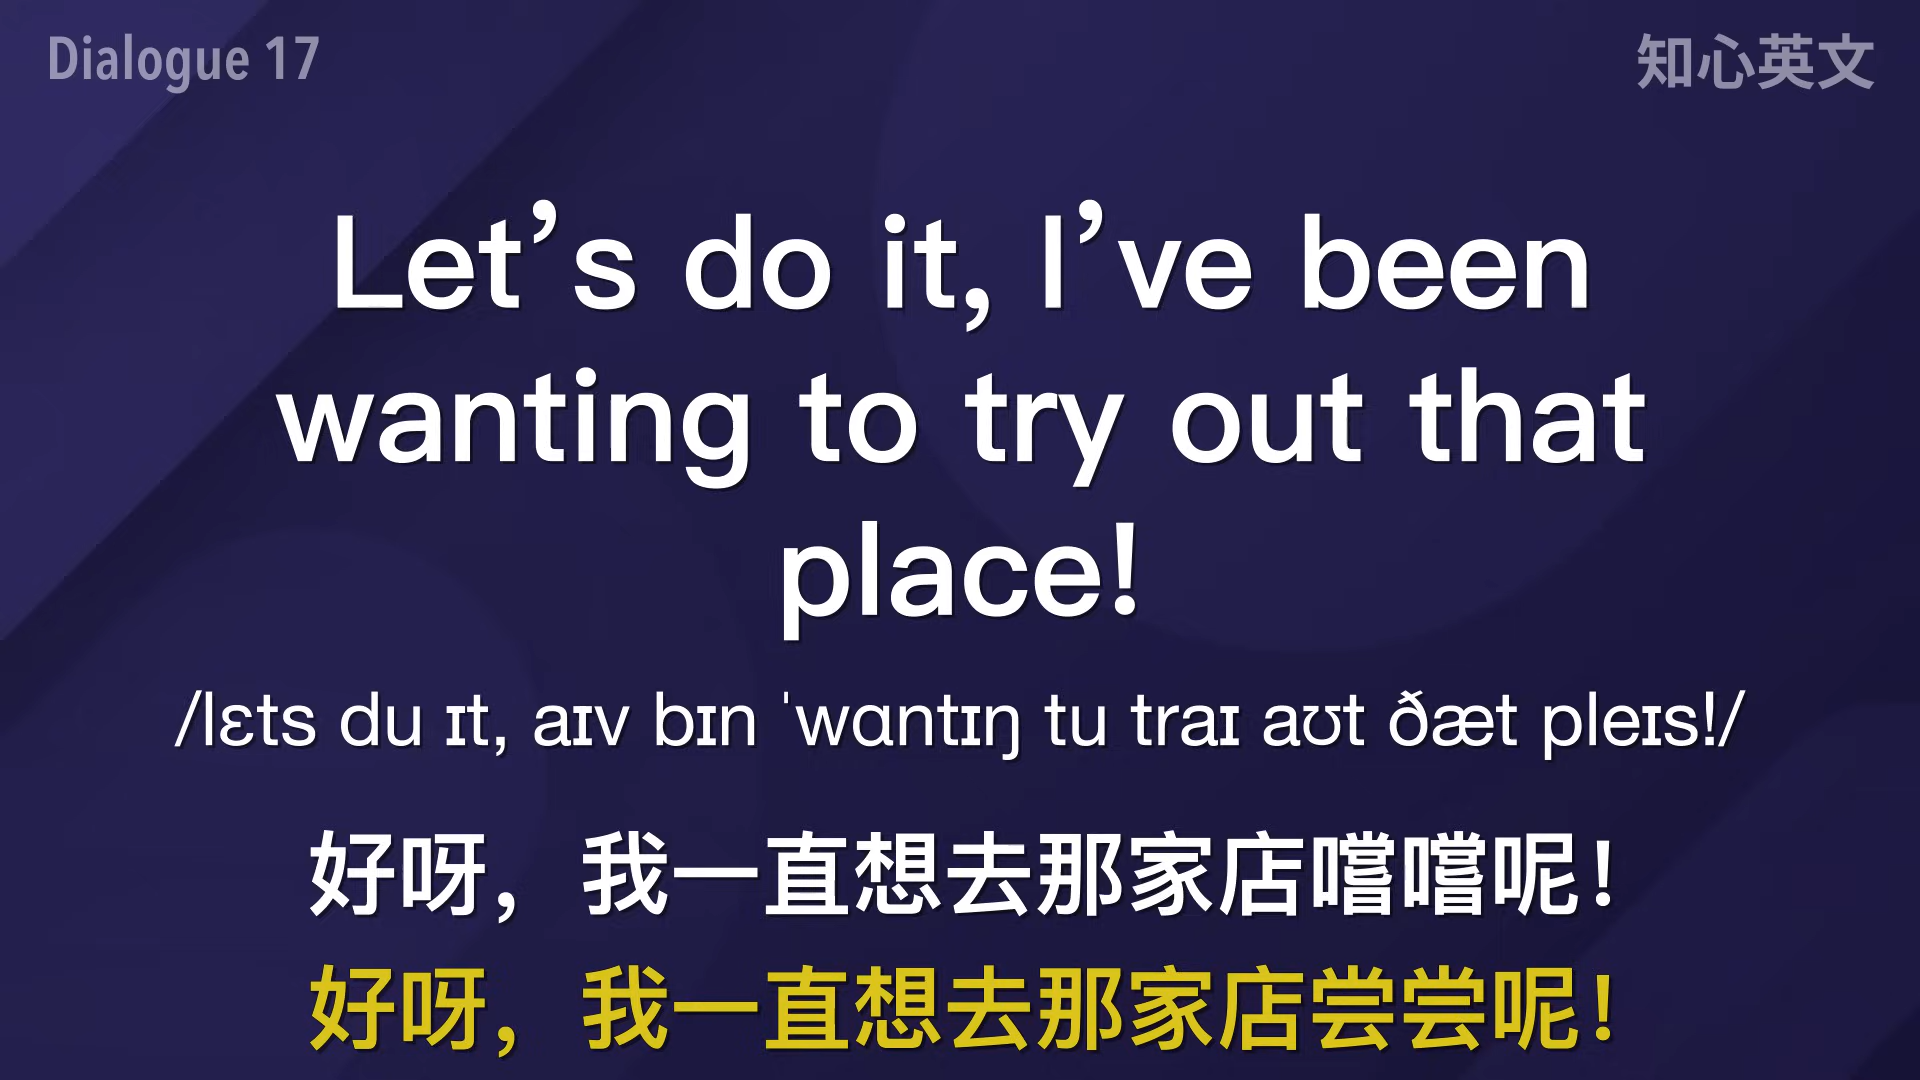 Dialogue 17
知心英文
Let’s do it, I’ve been
wanting to try out that
place!
/lɛts du ɪt, aɪv bɪn ˈwɑntɪŋ tu traɪ aʊt ðæt pleɪs!/
好呀，我一直想去那家店嚐嚐呢！
好呀，我一直想去那家店尝尝呢！